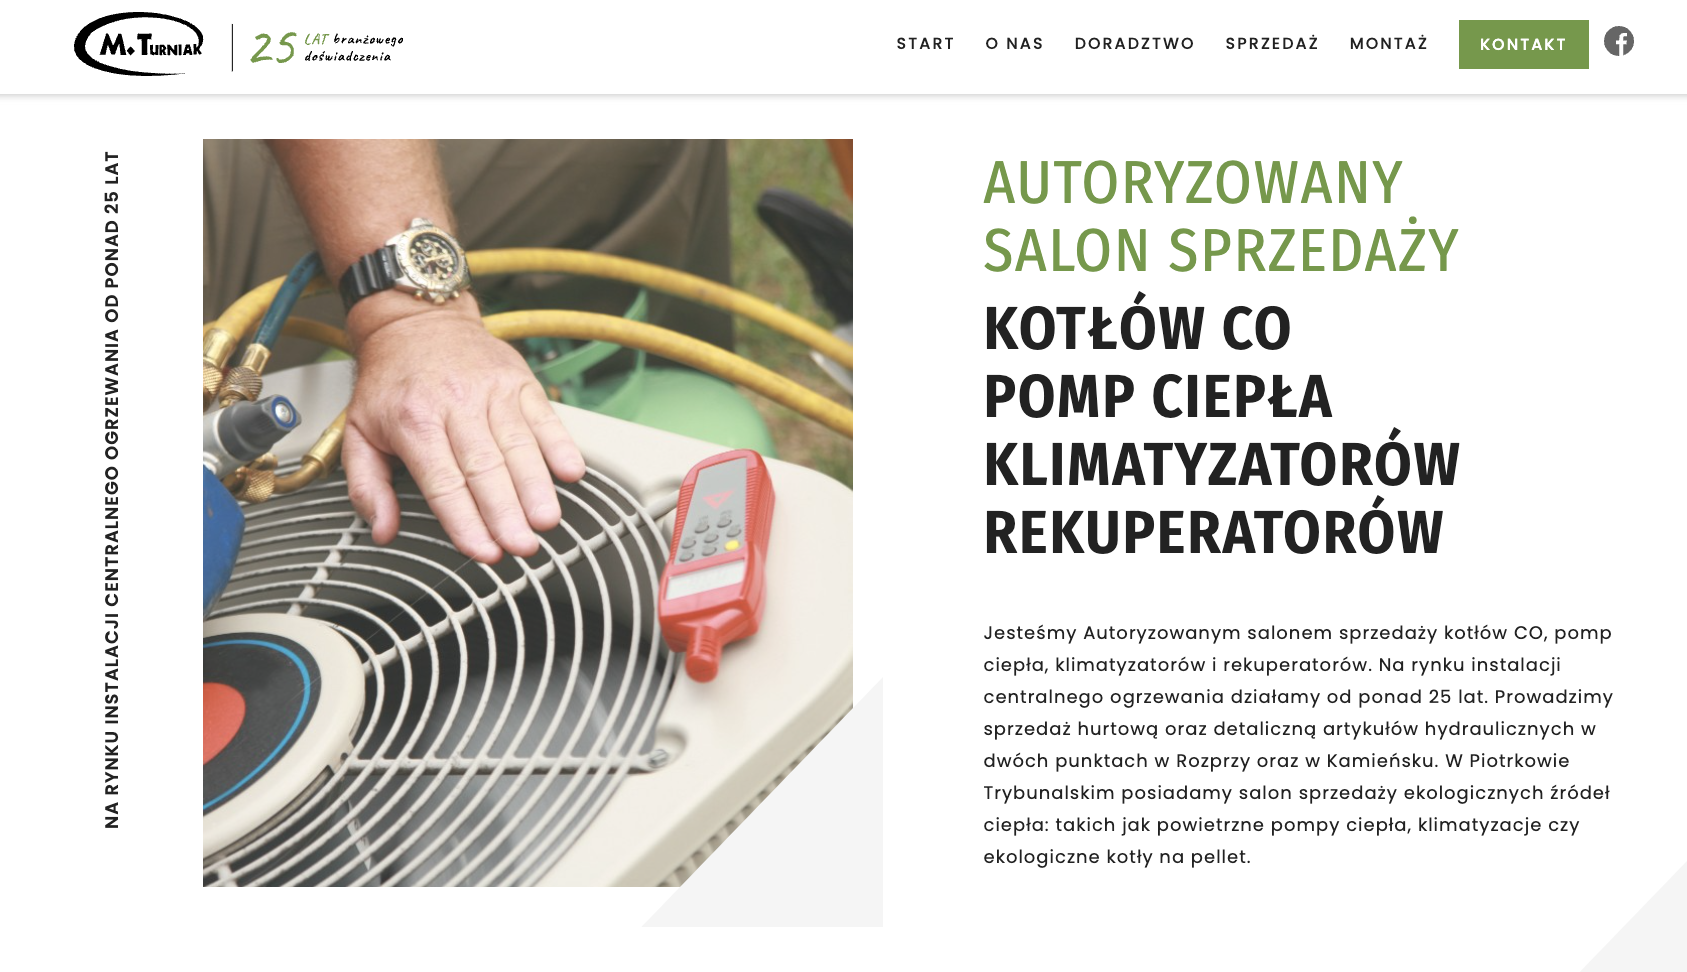 M. TURNIAK
25 LAT branżowego
doświadczenia
START O NAS DORADZTWO SPRZEDAŻ MONTAŻ KONTAKT
NA RYNKU INSTALACJI CENTRALNEGO OGRZEWANIA OD PONAD 25 LAT
AUTORYZOWANY
SALON SPRZEDAŻY
KOTŁÓW CO
POMP CIEPŁA
KLIMATYZATORÓW
REKUPERATORÓW
Jesteśmy Autoryzowanym salonem sprzedaży kotłów CO, pomp
ciepła, klimatyzatorów i rekuperatorów. Na rynku instalacji
centralnego ogrzewania działamy od ponad 25 lat. Prowadzimy
sprzedaż hurtową oraz detaliczną artykułów hydraulicznych w
dwóch punktach w Rozprzy oraz w Kamieńsku. W Piotrkowie
Trybunalskim posiadamy salon sprzedaży ekologicznych źródeł
ciepła: takich jak powietrzne pompy ciepła, klimatyzacje czy
ekologiczne kotły na pellet.